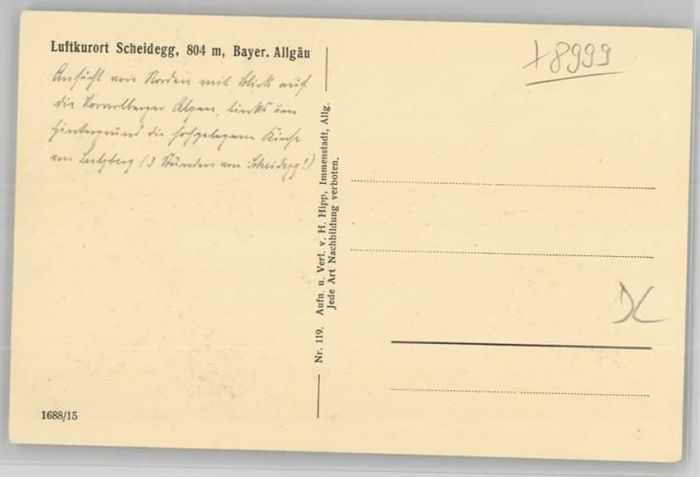 Luftkurort Scheidegg, 804 m, Bayer. Allgäu
Ansicht von Norden mit Blick auf
die Vorarlberger Alpen, links im
Hintergrund die hochgelegene Kirche
von Sulzberg (3 Stunden von Scheidegg!)
Nr. 119. Aufn. u. Verl. v. H. Hipp, Immenstadt, Allg.
Jede Art Nachbildung verboten.
+8999
DC
1688/15